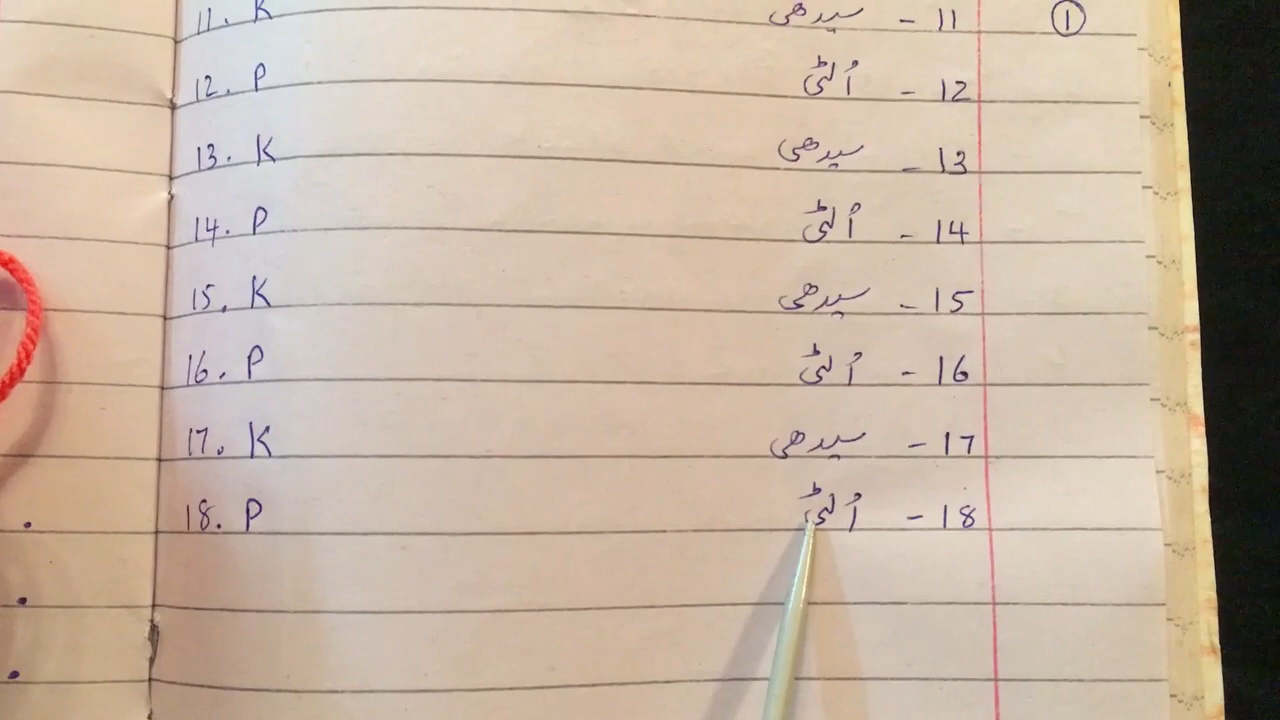 11. K سیدھی - 11 ①
12. P اُلٹی - 12
13. K سیدھی - 13
14. P اُلٹی - 14
15. K سیدھی - 15
16. P اُلٹی - 16
17. K سیدھی - 17
18. P اُلٹی - 18